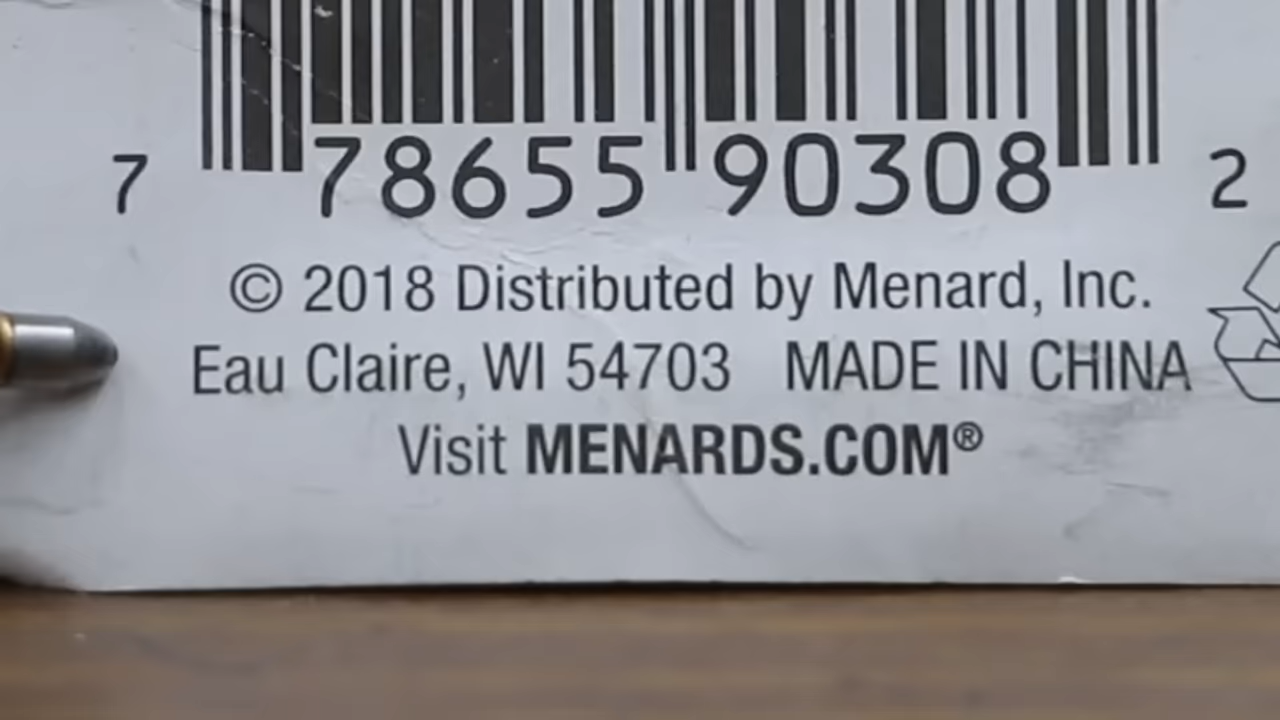 7 78655 90308 2
© 2018 Distributed by Menard, Inc.
Eau Claire, WI 54703 MADE IN CHINA
Visit MENARDS.COM®